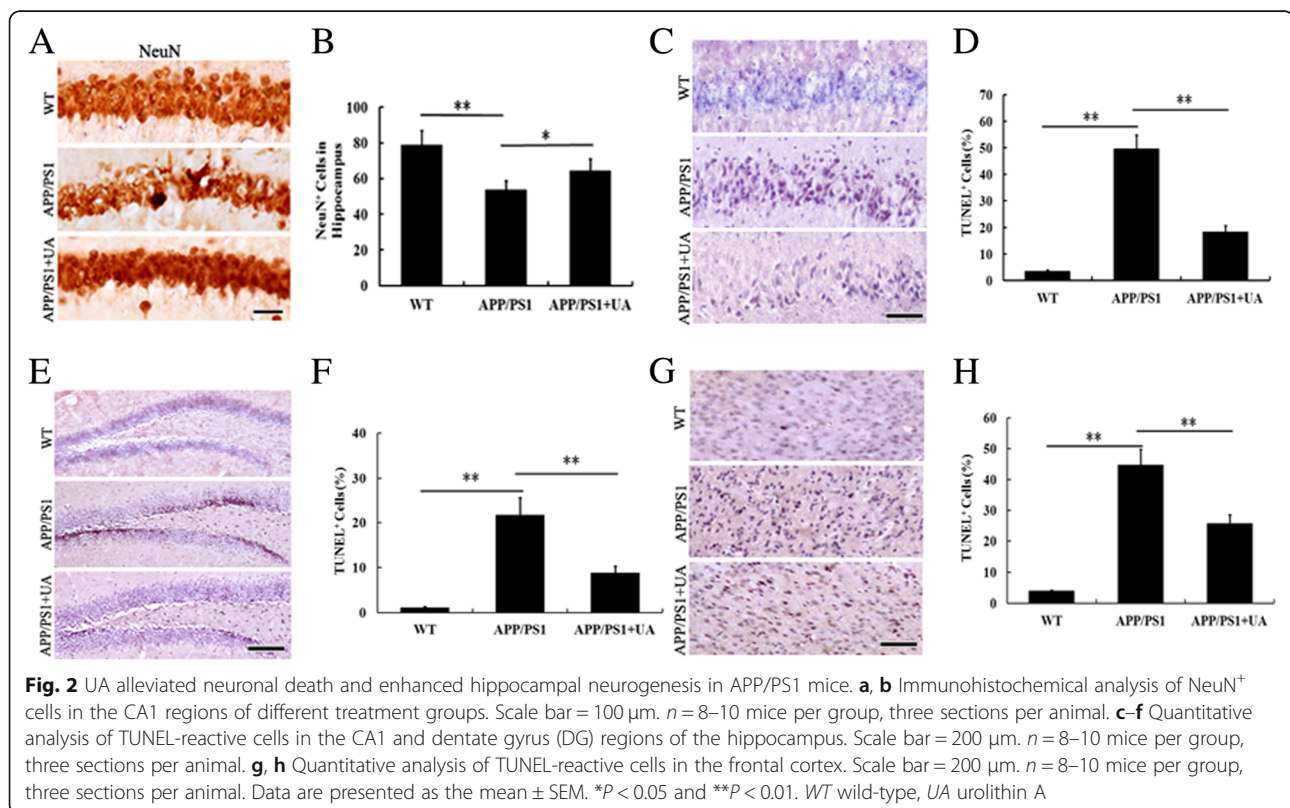 A
NeuN
WT
APP/PS1
APP/PS1+UA
B
NeuN⁺ Cells in
Hippocampus
100
80
60
40
20
0
**
*
WT
APP/PS1
APP/PS1+UA
C
WT
APP/PS1
APP/PS1+UA
D
TUNEL⁺ Cells (%)
70
60
50
40
30
20
10
0
**
**
WT
APP/PS1
APP/PS1+UA
E
WT
APP/PS1
APP/PS1+UA
F
TUNEL⁺ Cells (%)
40
30
20
10
0
**
**
WT
APP/PS1
APP/PS1+UA
G
WT
APP/PS1
APP/PS1+UA
H
TUNEL⁺ Cells (%)
60
50
40
30
20
10
0
**
**
WT
APP/PS1
APP/PS1+UA
Fig. 2 UA alleviated neuronal death and enhanced hippocampal neurogenesis in APP/PS1 mice. a, b Immunohistochemical analysis of NeuN⁺
cells in the CA1 regions of different treatment groups. Scale bar = 100 μm. n = 8–10 mice per group, three sections per animal. c–f Quantitative
analysis of TUNEL-reactive cells in the CA1 and dentate gyrus (DG) regions of the hippocampus. Scale bar = 200 μm. n = 8–10 mice per group,
three sections per animal. g, h Quantitative analysis of TUNEL-reactive cells in the frontal cortex. Scale bar = 200 μm. n = 8–10 mice per group,
three sections per animal. Data are presented as the mean ± SEM. *P < 0.05 and **P < 0.01. WT wild-type, UA urolithin A